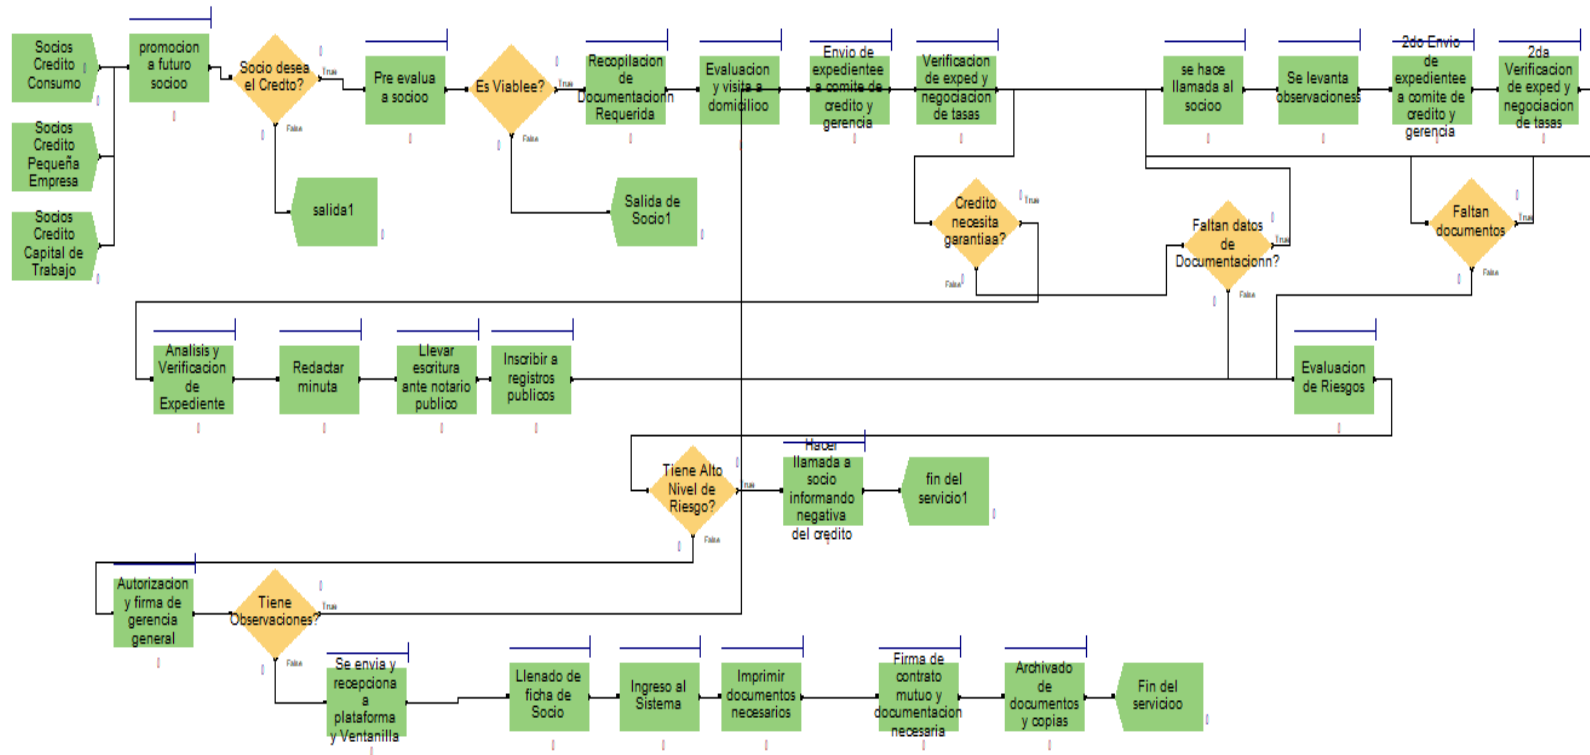 Socios
Credito
Consumo
promocion
a futuro
socioo
Socio desea
el Credto?
True
False
Pre evalua
a socioo
Es Viablee?
True
False
Recopilacion
de
Documentacionn
Requerida
Evaluacion
y visita a
domicilioo
Envio de
expedientee
a comite de
credito y
gerencia
Verificacion
de exped y
negociacion
de tasas
se hace
llamada al
socioo
Se levanta
observacioness
2do Envio
de
expedientee
a comite de
credito y
gerencia
2da
Verificacion
de exped y
negociacion
de tasas
Socios
Credito
Pequeña
Empresa
Socios
Credito
Capital de
Trabajo
salida1
Salida de
Socio1
Credito
necesita
garantiaa?
True
False
Faltan datos
de
Documentacionn?
True
False
Faltan
documentos
True
False
Analisis y
Verificacion
de
Expediente
Redactar
minuta
Llevar
escritura
ante notario
publico
Inscribir a
registros
publicos
Evaluacion
de Riesgos
Tiene Alto
Nivel de
Riesgo?
True
False
Hacer
llamada a
socio
informando
negativa
del credito
fin del
servicio1
Autorizacion
y firma de
gerencia
general
Tiene
Observaciones?
True
False
Se envia y
recepciona
a
plataforma
y Ventanilla
Llenado de
ficha de
Socio
Ingreso al
Sistema
Imprimir
documentos
necesarios
Firma de
contrato
mutuo y
documentacion
necesaria
Archivado
de
documentos
y copias
Fin del
servicioo